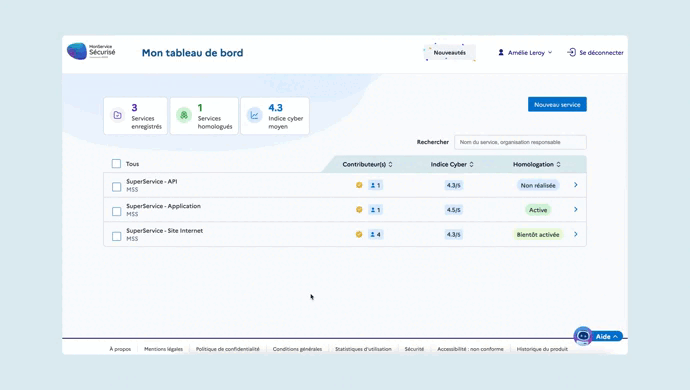 MonService
Sécurisé
Mon tableau de bord
Nouveautés
Amélie Leroy
Se déconnecter
3
Services
enregistrés
1
Services
homologués
4.3
Indice cyber
moyen
Nouveau service
Rechercher
Nom du service, organisation responsable
Tous
Contributeur(s)
Indice Cyber
Homologation
SuperService - API
MSS
1
4.3/5
Non réalisée
SuperService - Application
MSS
1
4.5/5
Active
SuperService - Site Internet
MSS
4
4.3/5
Bientôt activée
Aide
À propos
Mentions légales
Politique de confidentialité
Conditions générales
Statistiques d'utilisation
Sécurité
Accessibilité : non conforme
Historique du produit